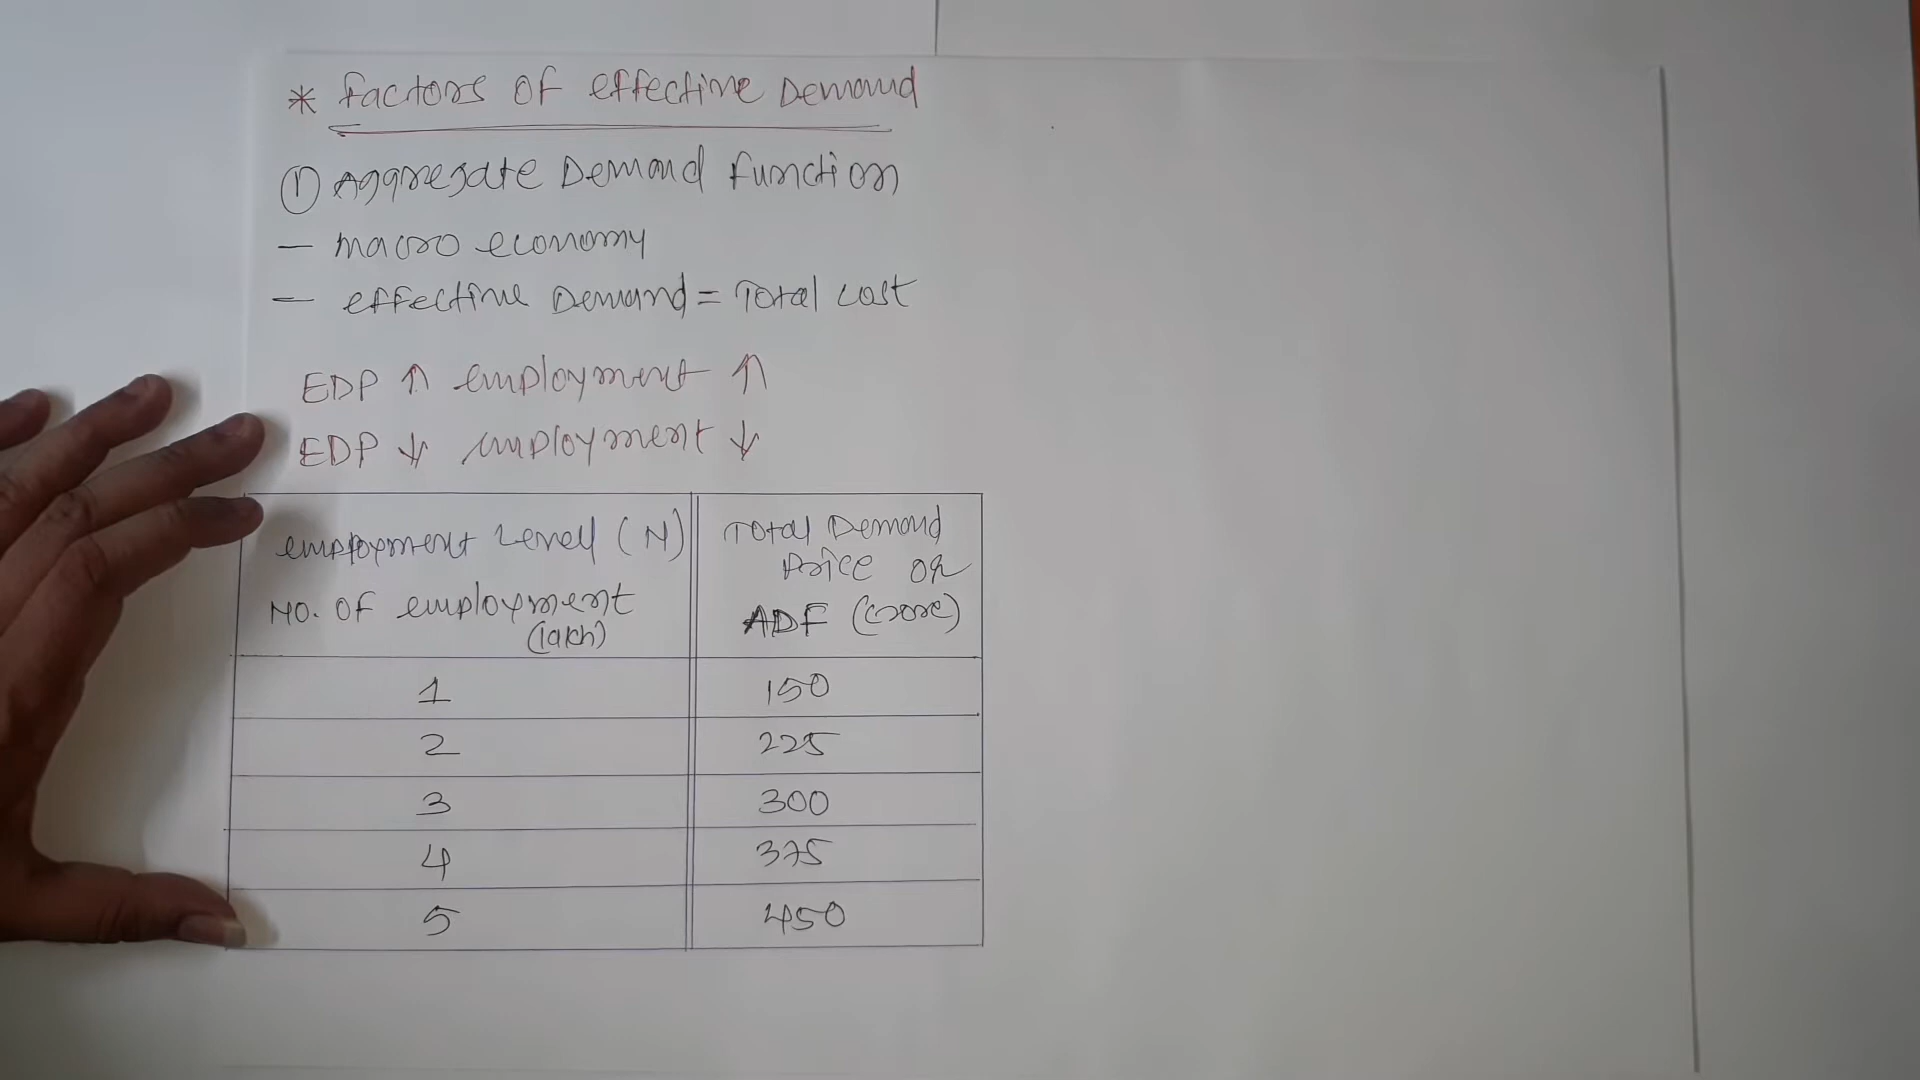 * Factors of effective Demand
① Aggregate Demand function
— macro economy
— effective Demand = Total cost
EDP ↑ employment ↑
EDP ↓ employment ↓
employment Level (N)
No. of employment
(lakh)
Total Demand
Price or
ADF (crore)
1 150
2 225
3 300
4 375
5 450